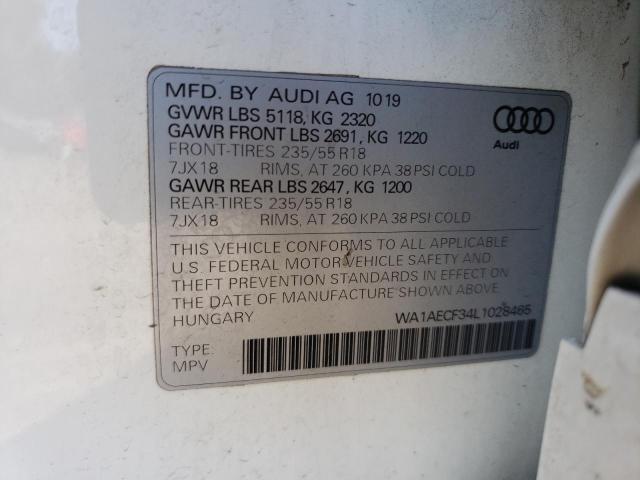 MFD. BY AUDI AG 1019
GVWR LBS 5118, KG 2320
GAWR FRONT LBS 2691, KG 1220
FRONT-TIRES 235/55 R18
7JX18 RIMS, AT 260 KPA 38 PSI COLD
GAWR REAR LBS 2647, KG 1200
REAR-TIRES 235/55 R18
7JX18 RIMS, AT 260 KPA 38 PSI COLD
Audi
THIS VEHICLE CONFORMS TO ALL APPLICABLE
U.S. FEDERAL MOTOR VEHICLE SAFETY AND
THEFT PREVENTION STANDARDS IN EFFECT ON
THE DATE OF MANUFACTURE SHOWN ABOVE.
HUNGARY
WA1AECF34L1028465
TYPE:
MPV